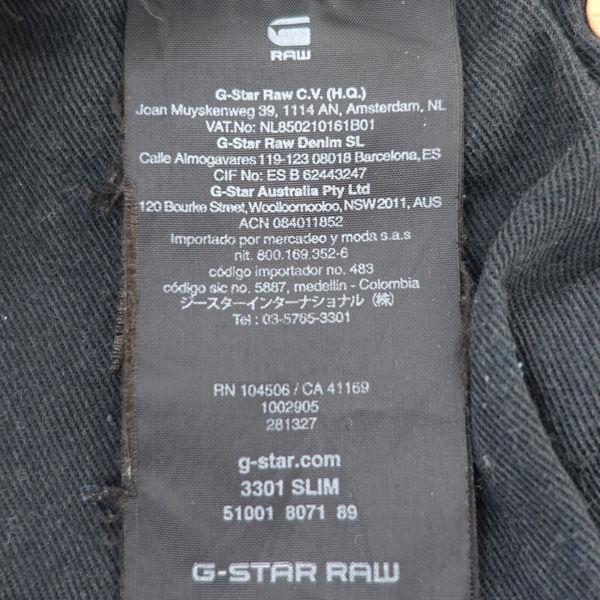 G
RAW
G-Star Raw C.V. (H.Q.)
Joan Muyskenweg 39, 1114 AN, Amsterdam, NL
VAT.No: NL850210161B01
G-Star Raw Denim SL
Calle Almogavares 119-123 08018 Barcelona, ES
CIF No: ES B 62443247
G-Star Australia Pty Ltd
120 Bourke Street, Woolloomooloo, NSW 2011, AUS
ACN 084011852
Importado por mercadeo y moda s.a.s
nit. 800.169.352-6
código importador no. 483
código sic no. 5887, medellin - Colombia
ジースターインターナショナル (株)
Tel : 03-5765-3301
RN 104506 / CA 41169
1002905
281327
g-star.com
3301 SLIM
51001 8071 89
G-STAR RAW